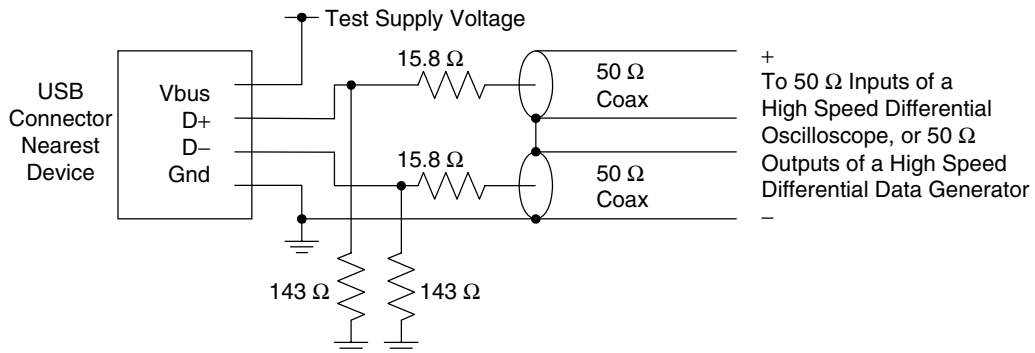 Test Supply Voltage
USB
Connector
Nearest
Device
Vbus
D+
D−
Gnd
15.8 Ω
15.8 Ω
50 Ω
Coax
50 Ω
Coax
+
To 50 Ω Inputs of a
High Speed Differential
Oscilloscope, or 50 Ω
Outputs of a High Speed
Differential Data Generator
−
143 Ω
143 Ω